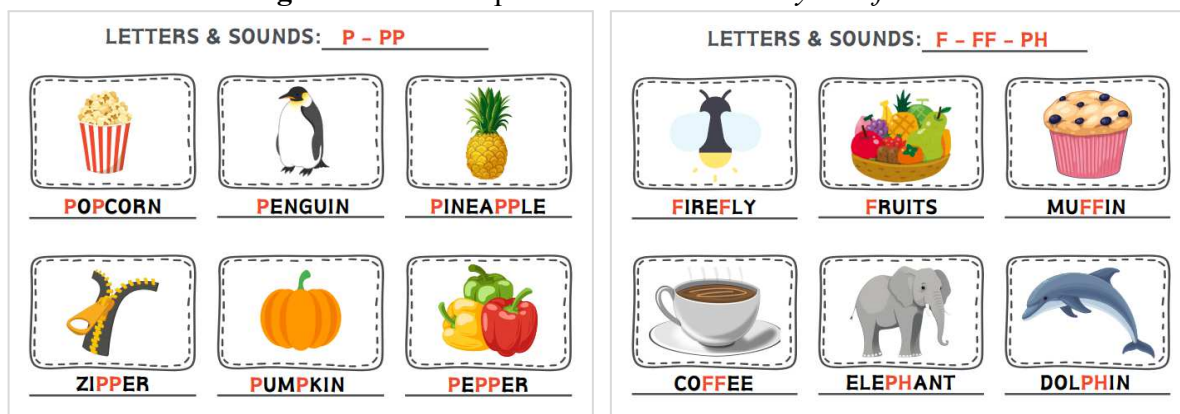 LETTERS & SOUNDS: P – PP
POPCORN
PENGUIN
PINEAPPLE
ZIPPER
PUMPKIN
PEPPER
LETTERS & SOUNDS: F – FF – PH
FIREFLY
FRUITS
MUFFIN
COFFEE
ELEPHANT
DOLPHIN